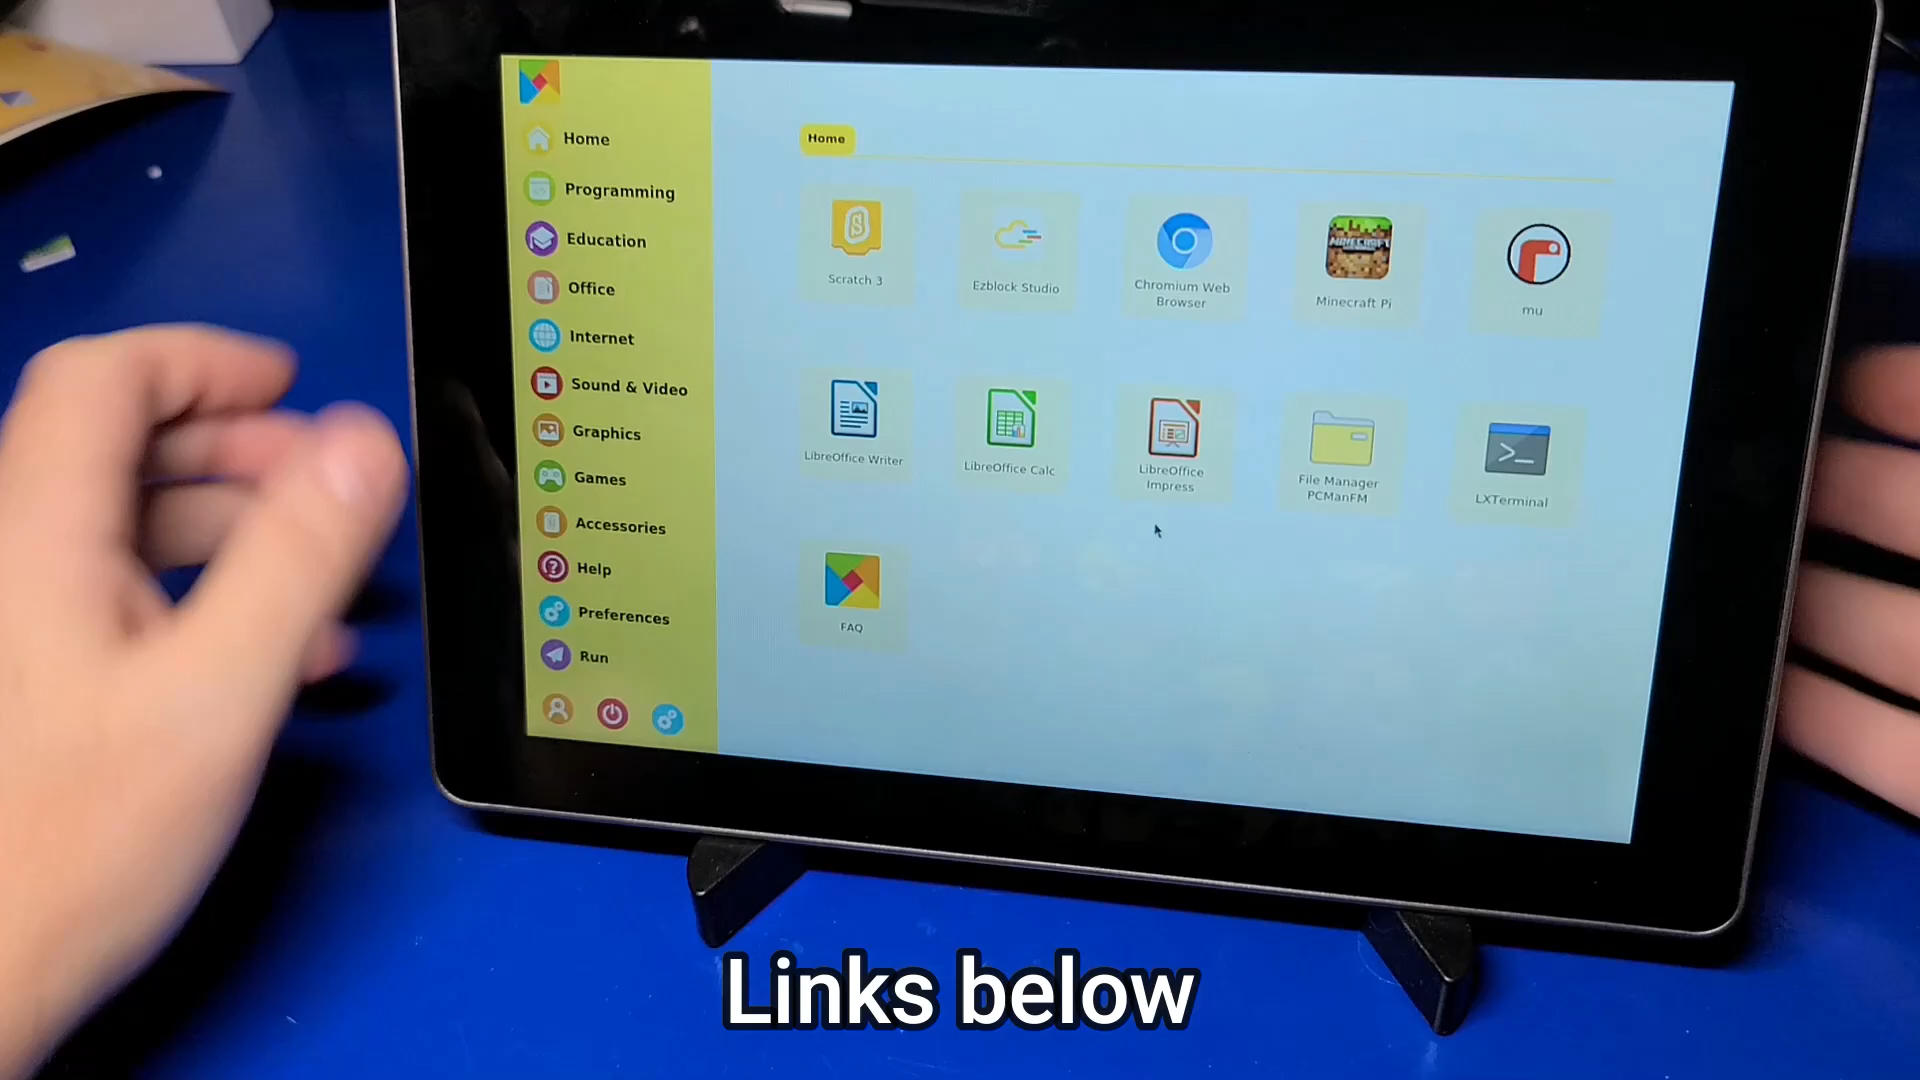 Home
Programming
Education
Office
Internet
Sound & Video
Graphics
Games
Accessories
Help
Preferences
Run
Home
Scratch 3
Ezblock Studio
Chromium Web
Browser
MINECRAFT
Minecraft Pi
mu
LibreOffice Writer
LibreOffice Calc
LibreOffice
Impress
File Manager
PCManFM
LXTerminal
FAQ
Links below